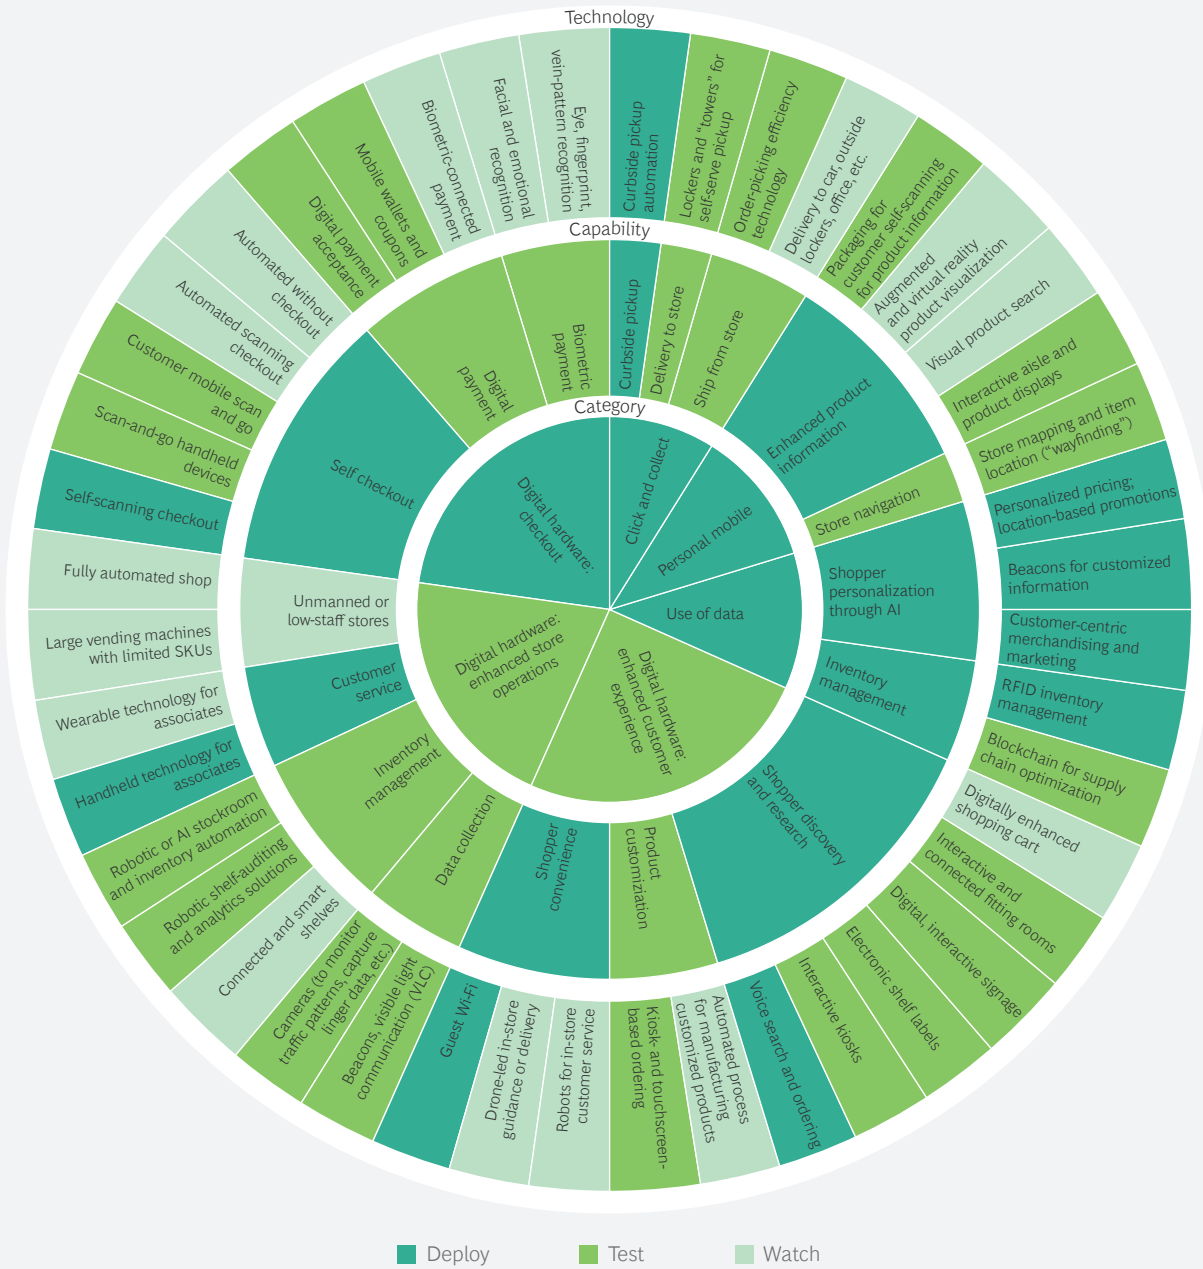 Technology
Curbside pickup
automation
Lockers and “towers” for
self-serve pickup
Order-picking efficiency
technology
Delivery to car, outside
lockers, office, etc.
Packaging for
customer self-scanning
for product information
Augmented
and virtual reality
product visualization
Visual product search
Interactive aisle and
product displays
Store mapping and item
location (“wayfinding”)
Personalized pricing;
location-based promotions
Beacons for customized
information
Customer-centric
merchandising and
marketing
RFID inventory
management
Blockchain for supply
chain optimization
Digitally enhanced
shopping cart
Interactive and
connected fitting rooms
Digital, interactive signage
Electronic shelf labels
Interactive kiosks
Voice search and ordering
Automated process
for manufacturing
customized products
Kiosk- and touchscreen-
based ordering
Robots for in-store
customer service
Drone-led in-store
guidance or delivery
Guest Wi-Fi
Beacons, visible light
communication (VLC)
Cameras (to monitor
traffic patterns, capture
linger data, etc.)
Connected and smart
shelves
Robotic shelf-auditing
and analytics solutions
Robotic or AI stockroom
and inventory automation
Handheld technology for
associates
Wearable technology for
associates
Large vending machines
with limited SKUs
Fully automated shop
Self-scanning checkout
Scan-and-go handheld
devices
Customer mobile scan
and go
Automated scanning
checkout
Automated without
checkout
Digital payment
acceptance
Mobile wallets and
coupons
Biometric-connected
payment
Facial and emotional
recognition
Eye, fingerprint,
vein-pattern recognition
Capability
Curbside pickup
Delivery to store
Ship from store
Enhanced product
information
Store navigation
Shopper
personalization
through AI
Inventory
management
Shopper discovery
and research
Product
customiziation
Shopper
convenience
Data collection
Inventory
management
Customer
service
Unmanned or
low-staff stores
Self checkout
Digital
payment
Biometric
payment
Category
Click and collect
Personal mobile
Use of data
Digital hardware:
enhanced customer
experience
Digital hardware:
enhanced store
operations
Digital hardware:
checkout
Deploy
Test
Watch